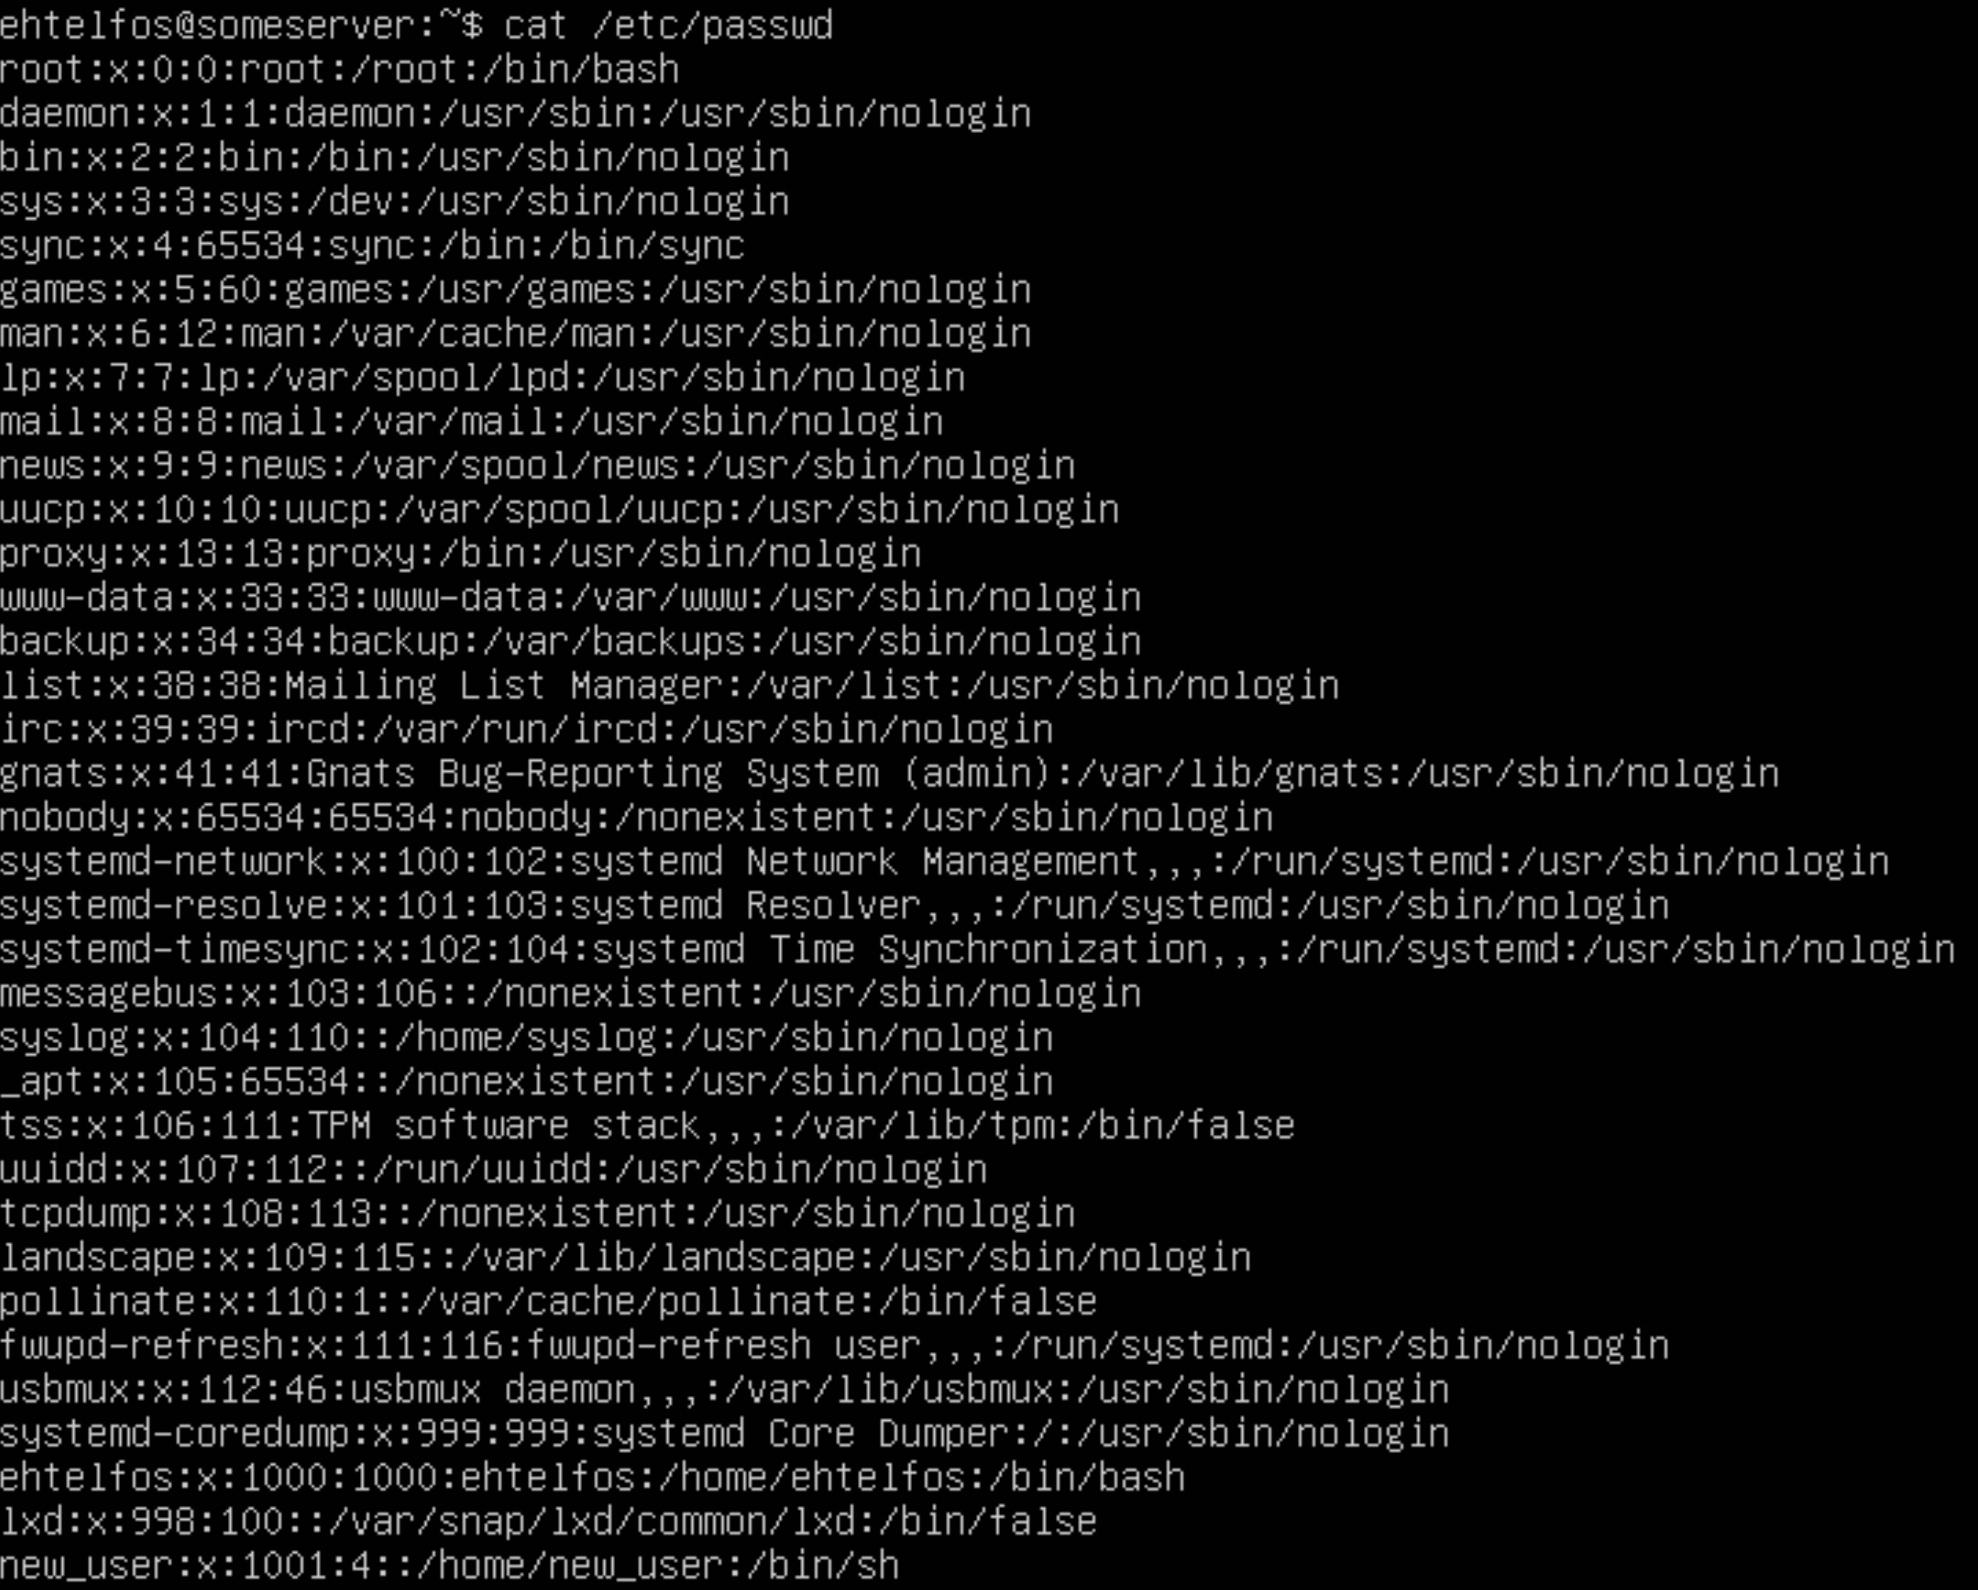 ehtelfos@someserver:~$ cat /etc/passwd
root:x:0:0:root:/root:/bin/bash
daemon:x:1:1:daemon:/usr/sbin:/usr/sbin/nologin
bin:x:2:2:bin:/bin:/usr/sbin/nologin
sys:x:3:3:sys:/dev:/usr/sbin/nologin
sync:x:4:65534:sync:/bin:/bin/sync
games:x:5:60:games:/usr/games:/usr/sbin/nologin
man:x:6:12:man:/var/cache/man:/usr/sbin/nologin
lp:x:7:7:lp:/var/spool/lpd:/usr/sbin/nologin
mail:x:8:8:mail:/var/mail:/usr/sbin/nologin
news:x:9:9:news:/var/spool/news:/usr/sbin/nologin
uucp:x:10:10:uucp:/var/spool/uucp:/usr/sbin/nologin
proxy:x:13:13:proxy:/bin:/usr/sbin/nologin
www-data:x:33:33:www-data:/var/www:/usr/sbin/nologin
backup:x:34:34:backup:/var/backups:/usr/sbin/nologin
list:x:38:38:Mailing List Manager:/var/list:/usr/sbin/nologin
irc:x:39:39:ircd:/var/run/ircd:/usr/sbin/nologin
gnats:x:41:41:Gnats Bug-Reporting System (admin):/var/lib/gnats:/usr/sbin/nologin
nobody:x:65534:65534:nobody:/nonexistent:/usr/sbin/nologin
systemd-network:x:100:102:systemd Network Management,,,:/run/systemd:/usr/sbin/nologin
systemd-resolve:x:101:103:systemd Resolver,,,:/run/systemd:/usr/sbin/nologin
systemd-timesync:x:102:104:systemd Time Synchronization,,,:/run/systemd:/usr/sbin/nologin
messagebus:x:103:106::/nonexistent:/usr/sbin/nologin
syslog:x:104:110::/home/syslog:/usr/sbin/nologin
_apt:x:105:65534::/nonexistent:/usr/sbin/nologin
tss:x:106:111:TPM software stack,,,:/var/lib/tpm:/bin/false
uuidd:x:107:112::/run/uuidd:/usr/sbin/nologin
tcpdump:x:108:113::/nonexistent:/usr/sbin/nologin
landscape:x:109:115::/var/lib/landscape:/usr/sbin/nologin
pollinate:x:110:1::/var/cache/pollinate:/bin/false
fwupd-refresh:x:111:116:fwupd-refresh user,,,:/run/systemd:/usr/sbin/nologin
usbmux:x:112:46:usbmux daemon,,,:/var/lib/usbmux:/usr/sbin/nologin
systemd-coredump:x:999:999:systemd Core Dumper:/:/usr/sbin/nologin
ehtelfos:x:1000:1000:ehtelfos:/home/ehtelfos:/bin/bash
lxd:x:998:100::/var/snap/lxd/common/lxd:/bin/false
new_user:x:1001:4::/home/new_user:/bin/sh